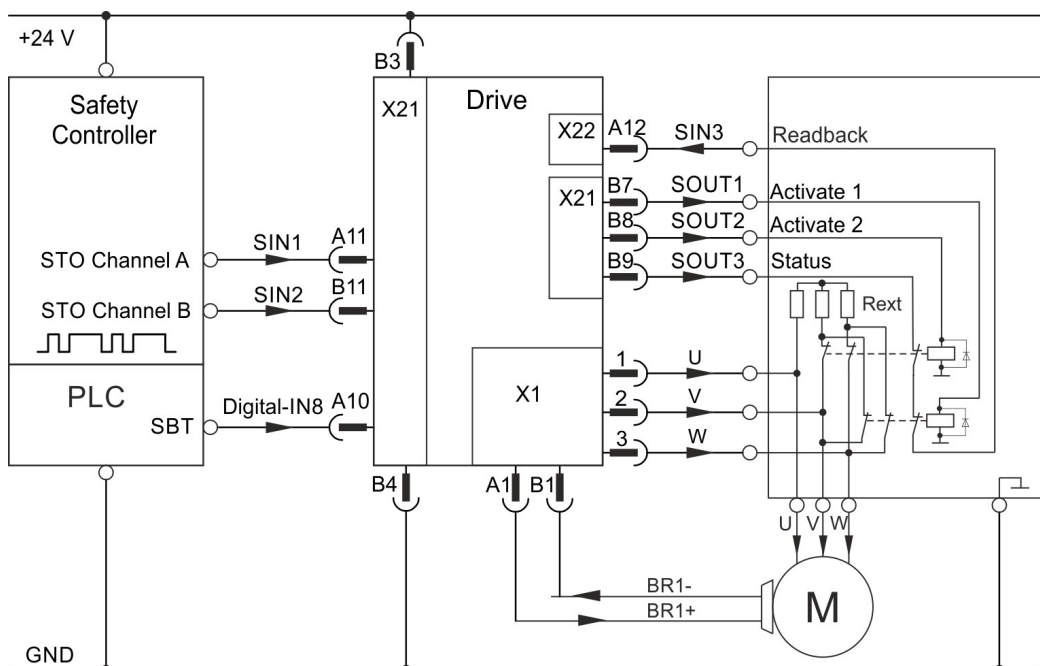 +24 V
Safety
Controller
STO Channel A
STO Channel B
PLC
SBT
GND
SIN1
SIN2
Digital-IN8
A11
B11
A10
B3
X21
Drive
X22
X21
X1
B4
A1
B1
A12
SIN3
Readback
B7
SOUT1
Activate 1
B8
SOUT2
Activate 2
B9
SOUT3
Status
Rext
1
U
2
V
3
W
U
V
W
M
BR1-
BR1+